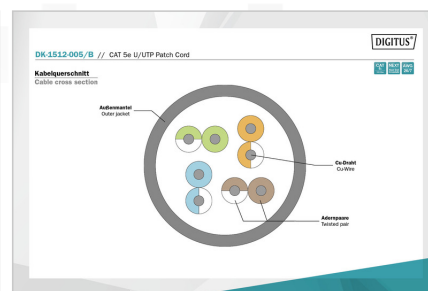 DIGITUS®
DK-1512-005/B // CAT 5e U/UTP Patch Cord
Kabelquerschnitt
Cable cross section
Außenmantel
Outer jacket
Cu-Draht
Cu-Wire
Adernpaare
Twisted pair